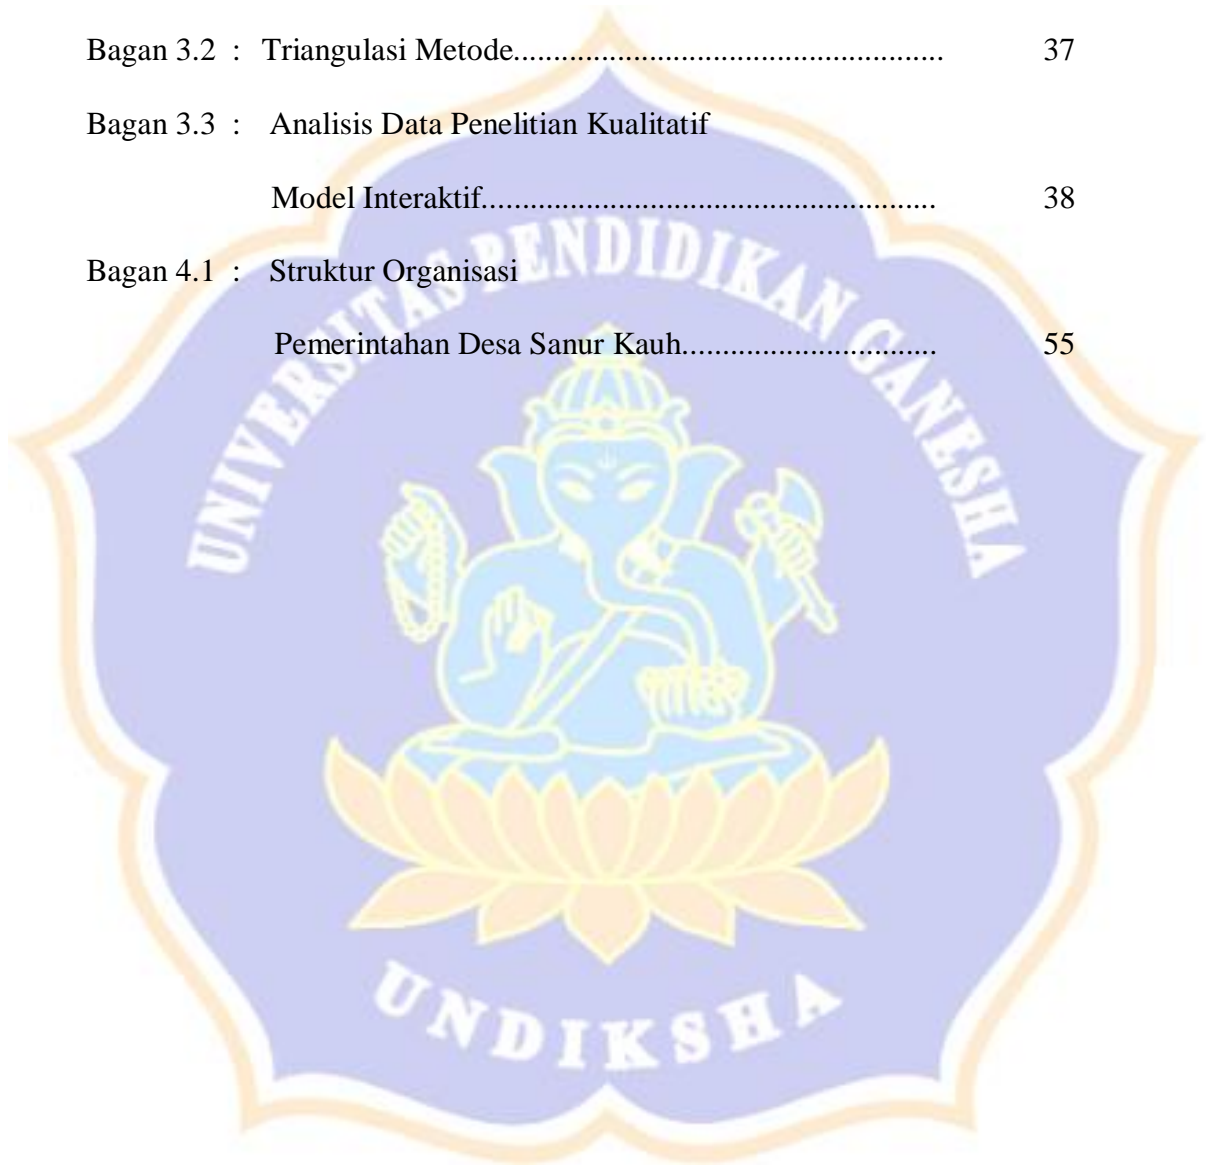 Bagan 3.2 : Triangulasi Metode..................................................... 37
Bagan 3.3 : Analisis Data Penelitian Kualitatif
Model Interaktif........................................................ 38
Bagan 4.1 : Struktur Organisasi
Pemerintahan Desa Sanur Kauh............................... 55
UNIVERSITAS PENDIDIKAN GANESHA
UNDIKSHA